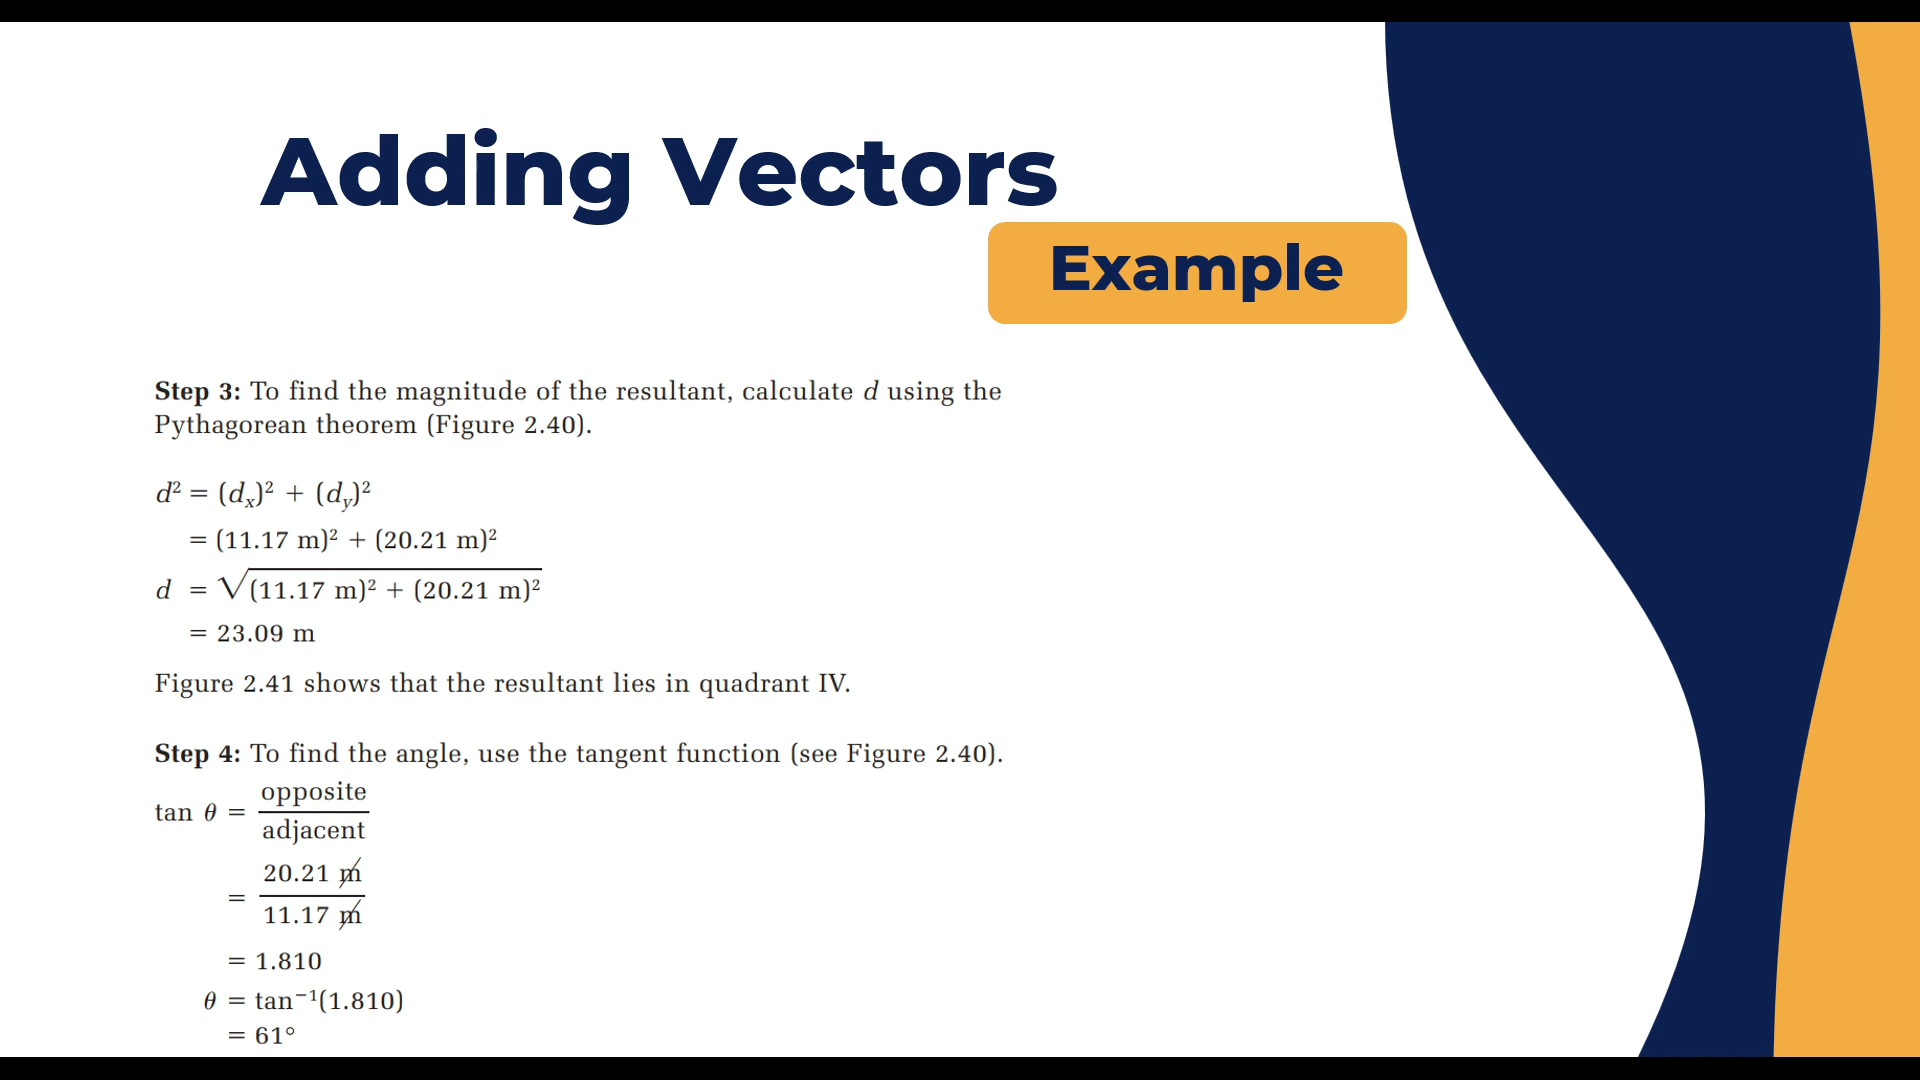 Adding Vectors
Example
Step 3: To find the magnitude of the resultant, calculate d using the
Pythagorean theorem (Figure 2.40).
d² = (dₓ)² + (d_y)²
= (11.17 m)² + (20.21 m)²
d = √(11.17 m)² + (20.21 m)²
= 23.09 m
Figure 2.41 shows that the resultant lies in quadrant IV.
Step 4: To find the angle, use the tangent function (see Figure 2.40).
tan θ = opposite / adjacent
= 20.21 m / 11.17 m
= 1.810
θ = tan⁻¹(1.810)
= 61°